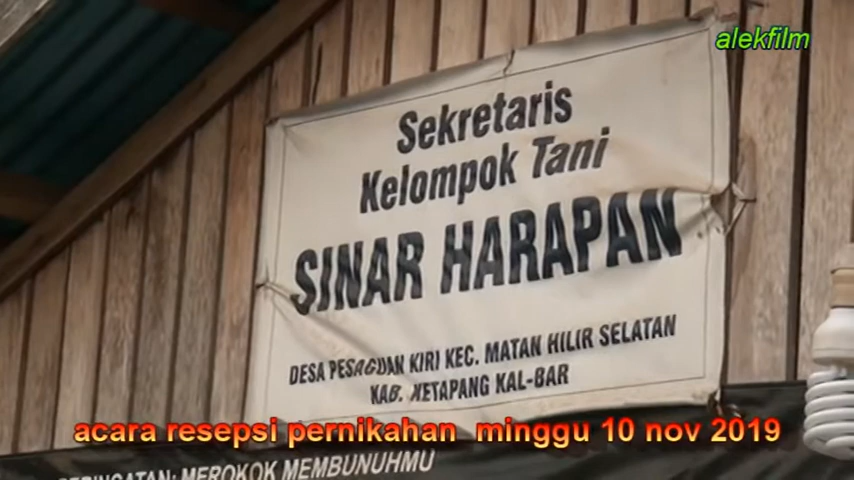 alekfilm
Sekretaris
Kelompok Tani
SINAR HARAPAN
DESA PESAGUAN KIRI KEC. MATAN HILIR SELATAN
KAB. KETAPANG KAL-BAR
acara resepsi pernikahan minggu 10 nov 2019
PERINGATAN: MEROKOK MEMBUNUHMU